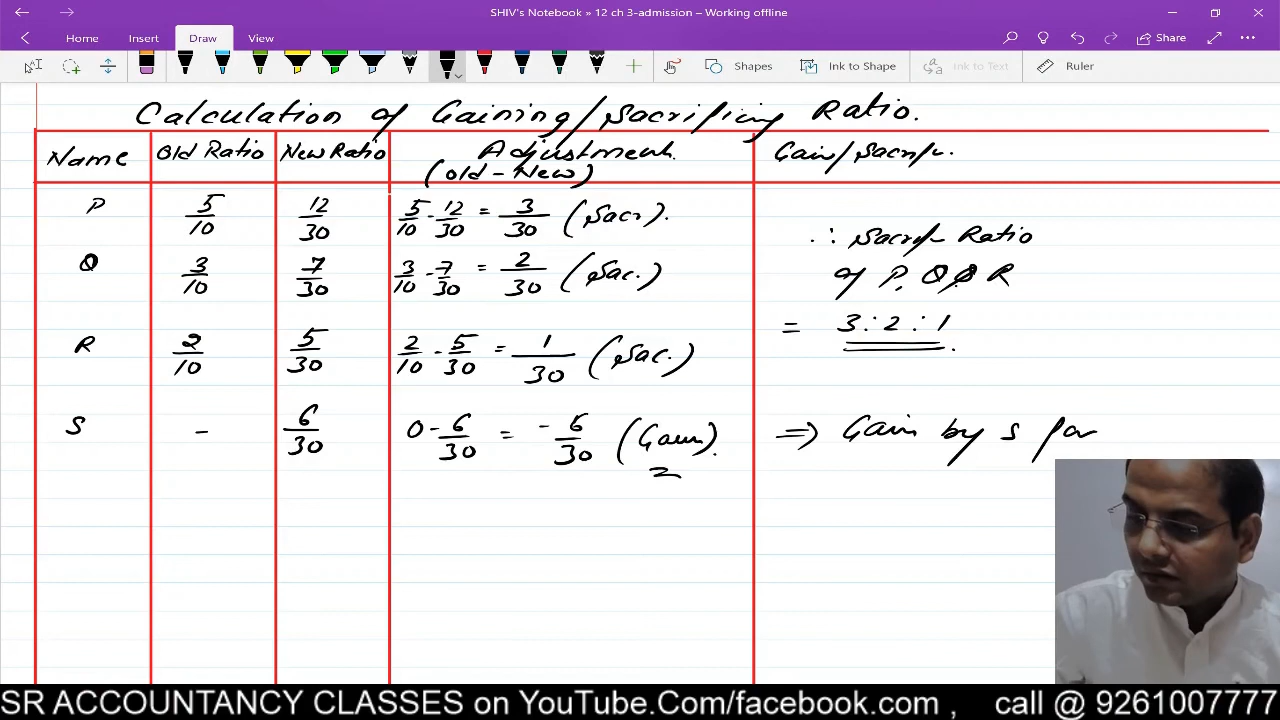 SHIV's Notebook » 12 ch 3-admission – Working offline
Home Insert Draw View Share
Shapes Ink to Shape Ink to Text Ruler
Calculation of Gaining/Sacrificing Ratio.
Name Old Ratio New Ratio Adjustment. (Old - New) Gain/Sacrifi.
P 5/10 12/30 5/10 - 12/30 = 3/30 (Sacr).
Q 3/10 7/30 3/10 - 7/30 = 2/30 (Sac.)
R 2/10 5/30 2/10 - 5/30 = 1/30 (Sac.)
S - 6/30 0 - 6/30 = -6/30 (Gain).
∴ Sacrifi Ratio
of P, Q & R
= 3:2:1.
⇒ Gain by S for
SR ACCOUNTANCY CLASSES on YouTube.Com/facebook.com , call @ 9261007777